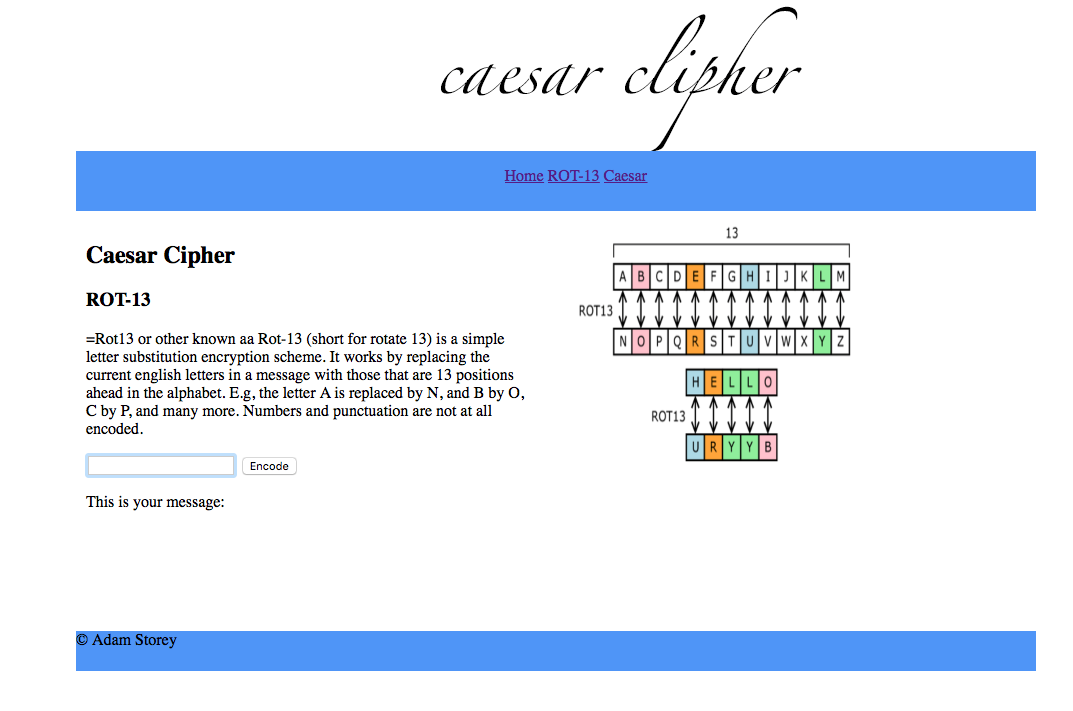 caesar clipher
Home ROT-13 Caesar
Caesar Cipher
ROT-13
=Rot13 or other known aa Rot-13 (short for rotate 13) is a simple
letter substitution encryption scheme. It works by replacing the
current english letters in a message with those that are 13 positions
ahead in the alphabet. E.g, the letter A is replaced by N, and B by O,
C by P, and many more. Numbers and punctuation are not at all
encoded.
Encode
This is your message:
13
A B C D E F G H I J K L M
ROT13
N O P Q R S T U V W X Y Z
H E L L O
ROT13
U R Y Y B
© Adam Storey